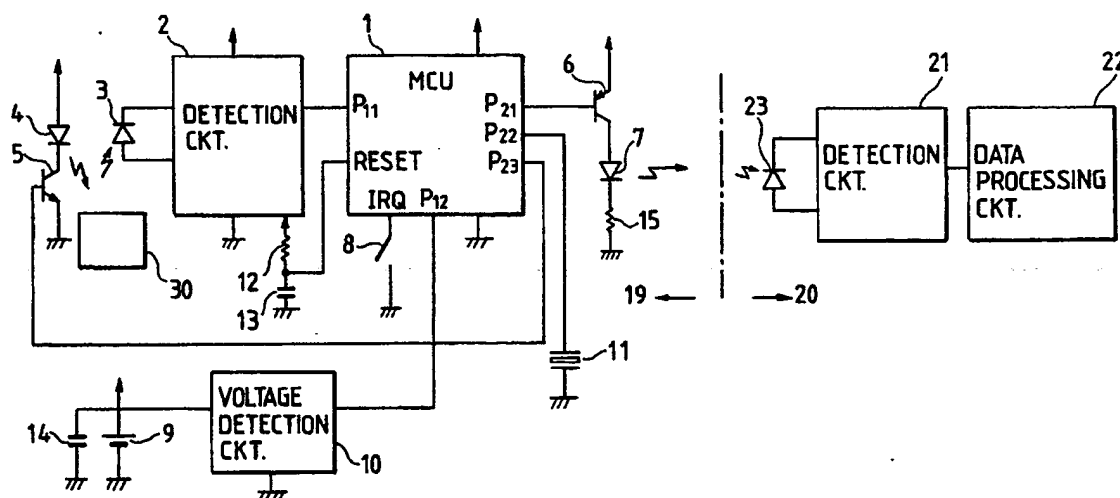 2
1
6
21
22
MCU
4
3
5
DETECTION
CKT.
P11
P21
P22
P23
7
23
DETECTION
CKT.
DATA
PROCESSING
CKT.
RESET
IRQ
P12
8
15
30
12
13
19
20
11
VOLTAGE
DETECTION
CKT.
14
9
10